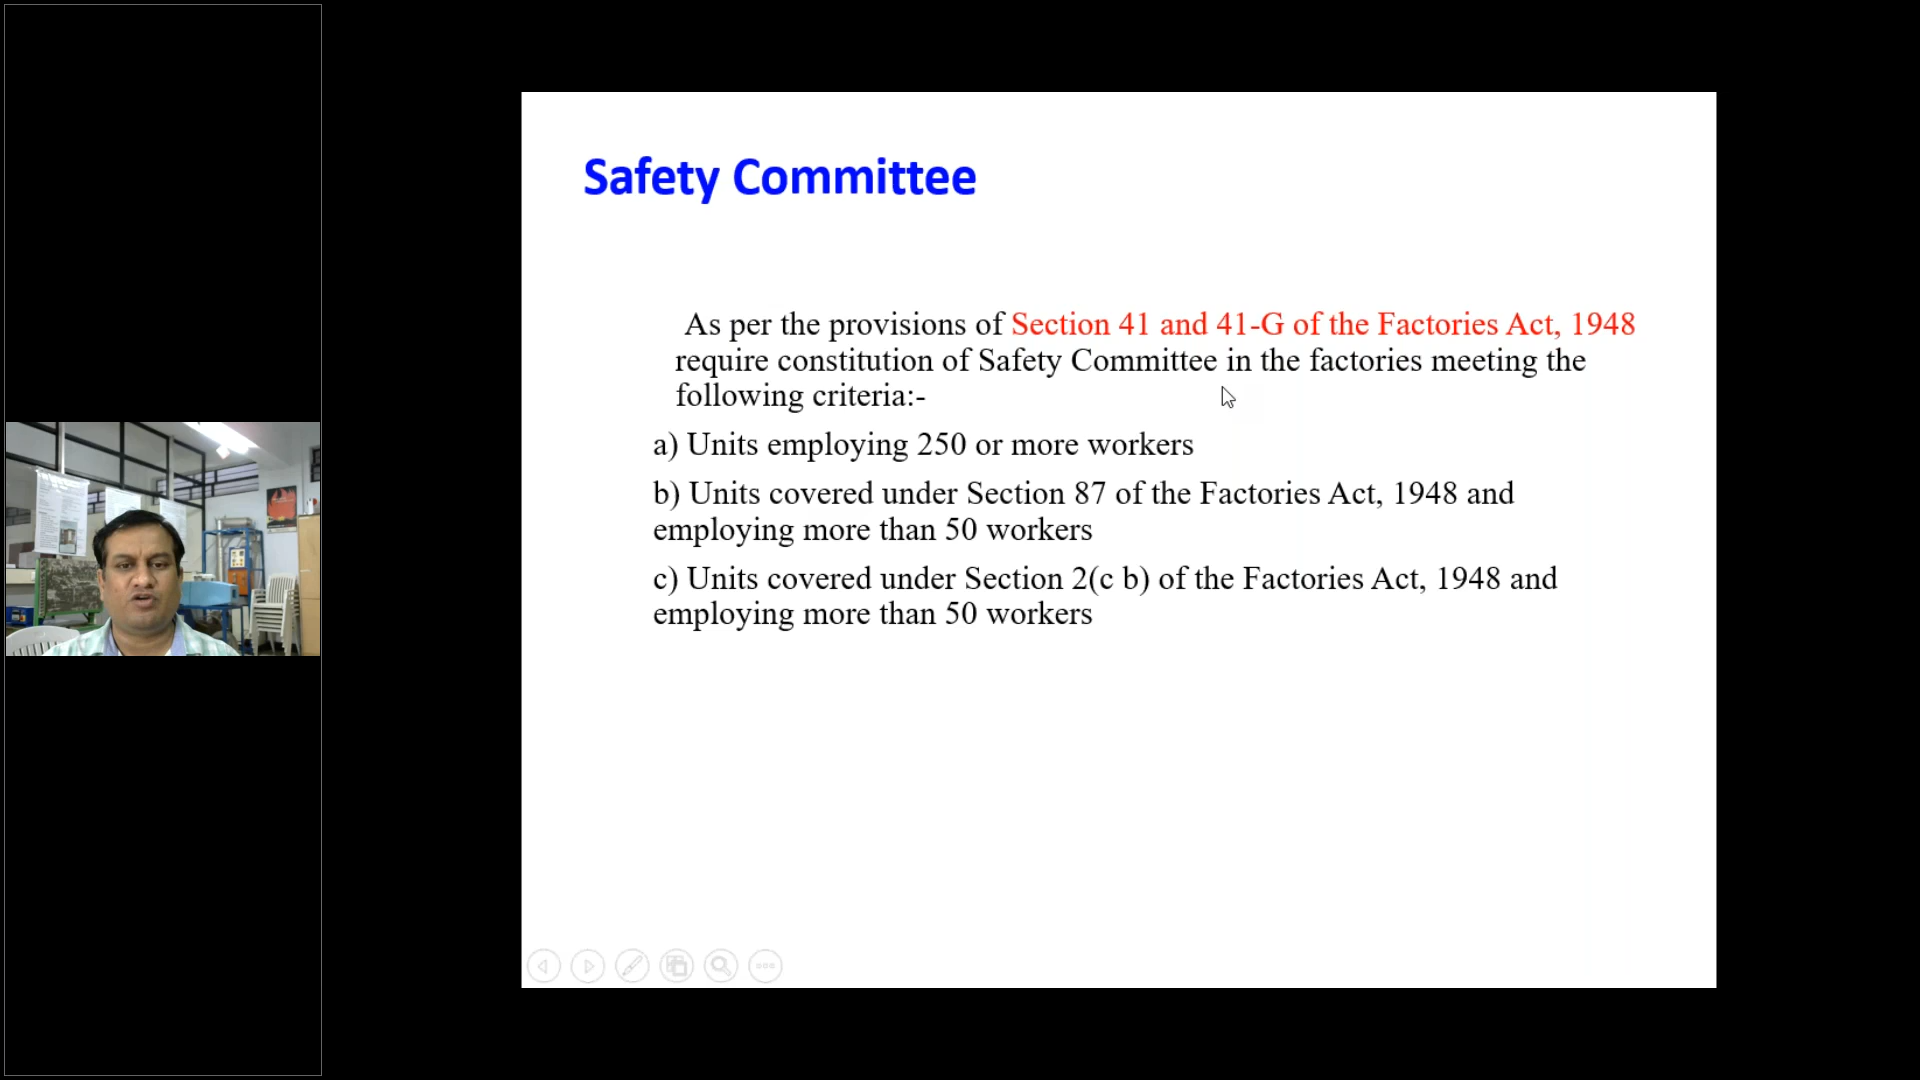 Safety Committee
As per the provisions of Section 41 and 41-G of the Factories Act, 1948
require constitution of Safety Committee in the factories meeting the
following criteria:-
a) Units employing 250 or more workers
b) Units covered under Section 87 of the Factories Act, 1948 and
employing more than 50 workers
c) Units covered under Section 2(c b) of the Factories Act, 1948 and
employing more than 50 workers